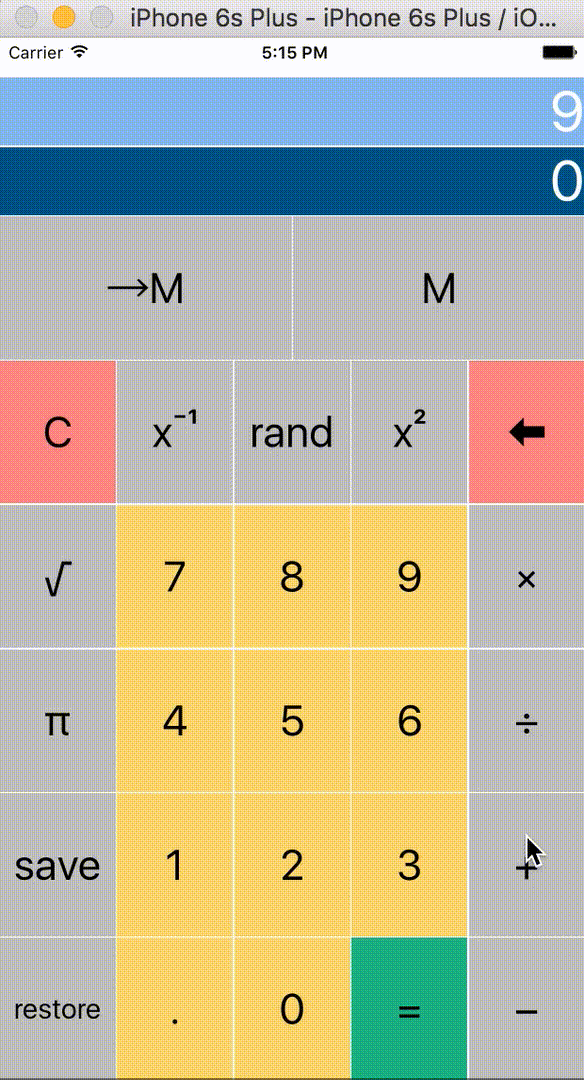 iPhone 6s Plus - iPhone 6s Plus / iO...
Carrier 5:15 PM
9
0
→M M
C x⁻¹ rand x² ⬅
√ 7 8 9 ×
π 4 5 6 ÷
save 1 2 3 +
restore . 0 = −